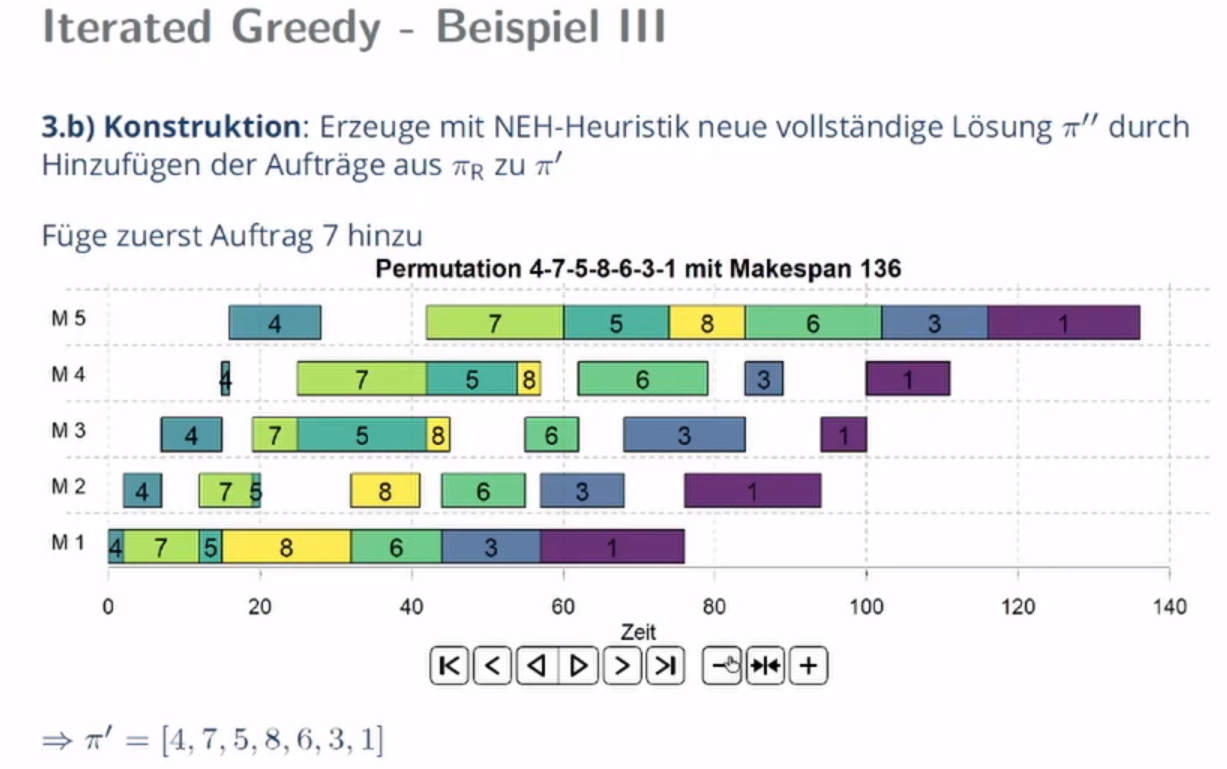 Iterated Greedy - Beispiel III
3.b) Konstruktion: Erzeuge mit NEH-Heuristik neue vollständige Lösung π′′ durch
Hinzufügen der Aufträge aus πR zu π′
Füge zuerst Auftrag 7 hinzu
Permutation 4-7-5-8-6-3-1 mit Makespan 136
M 5 4 7 5 8 6 3 1
M 4 4 7 5 8 6 3 1
M 3 4 7 5 8 6 3 1
M 2 4 7 5 8 6 3 1
M 1 4 7 5 8 6 3 1
0 20 40 60 80 100 120 140
Zeit
⇒ π′ = [4, 7, 5, 8, 6, 3, 1]